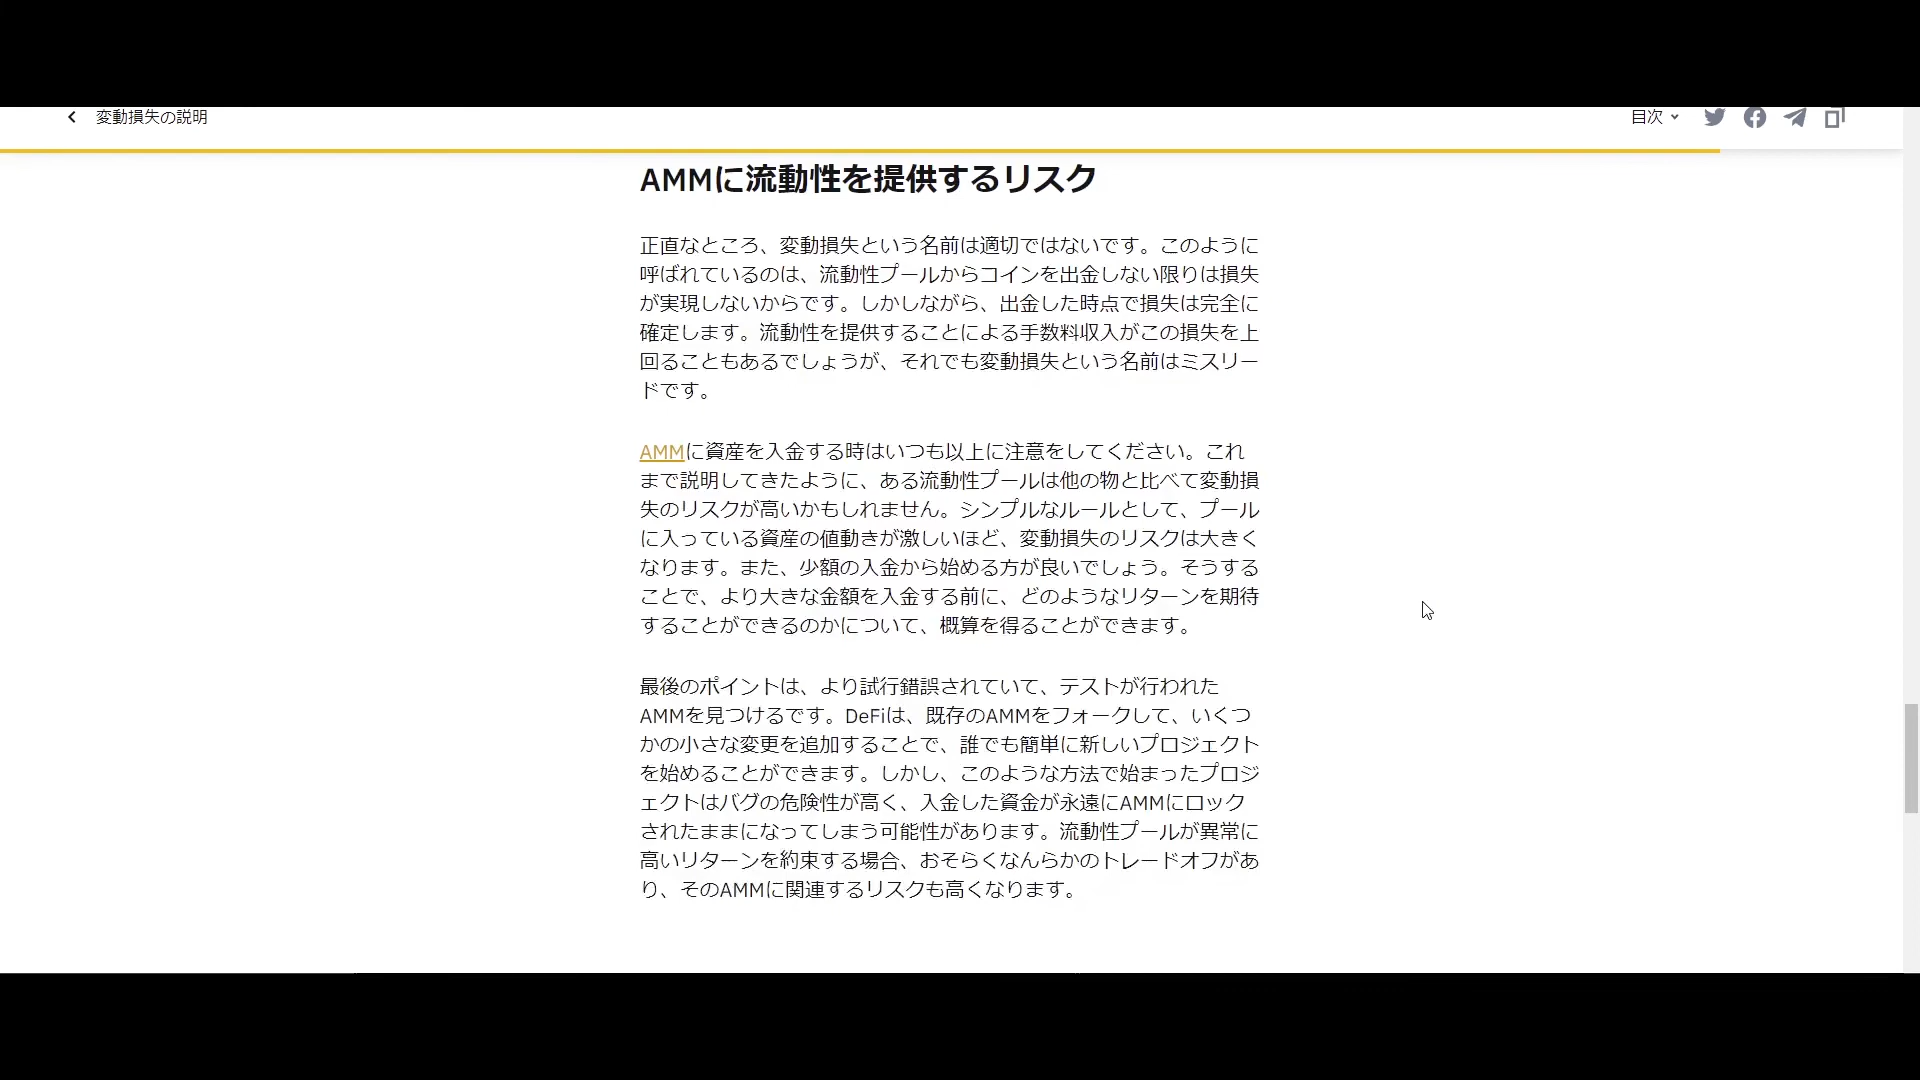 変動損失の説明
目次
AMMに流動性を提供するリスク
正直なところ、変動損失という名前は適切ではないです。このように
呼ばれているのは、流動性プールからコインを出金しない限りは損失
が実現しないからです。しかしながら、出金した時点で損失は完全に
確定します。流動性を提供することによる手数料収入がこの損失を上
回ることもあるでしょうが、それでも変動損失という名前はミスリー
ドです。
AMMに資産を入金する時はいつも以上に注意をしてください。これ
まで説明してきたように、ある流動性プールは他の物と比べて変動損
失のリスクが高いかもしれません。シンプルなルールとして、プール
に入っている資産の値動きが激しいほど、変動損失のリスクは大きく
なります。また、少額の入金から始める方が良いでしょう。そうする
ことで、より大きな金額を入金する前に、どのようなリターンを期待
することができるのかについて、概算を得ることができます。
最後のポイントは、より試行錯誤されていて、テストが行われた
AMMを見つけるです。DeFiは、既存のAMMをフォークして、いくつ
かの小さな変更を追加することで、誰でも簡単に新しいプロジェクト
を始めることができます。しかし、このような方法で始まったプロジ
ェクトはバグの危険性が高く、入金した資金が永遠にAMMにロック
されたままになってしまう可能性があります。流動性プールが異常に
高いリターンを約束する場合、おそらくなんらかのトレードオフがあ
り、そのAMMに関連するリスクも高くなります。